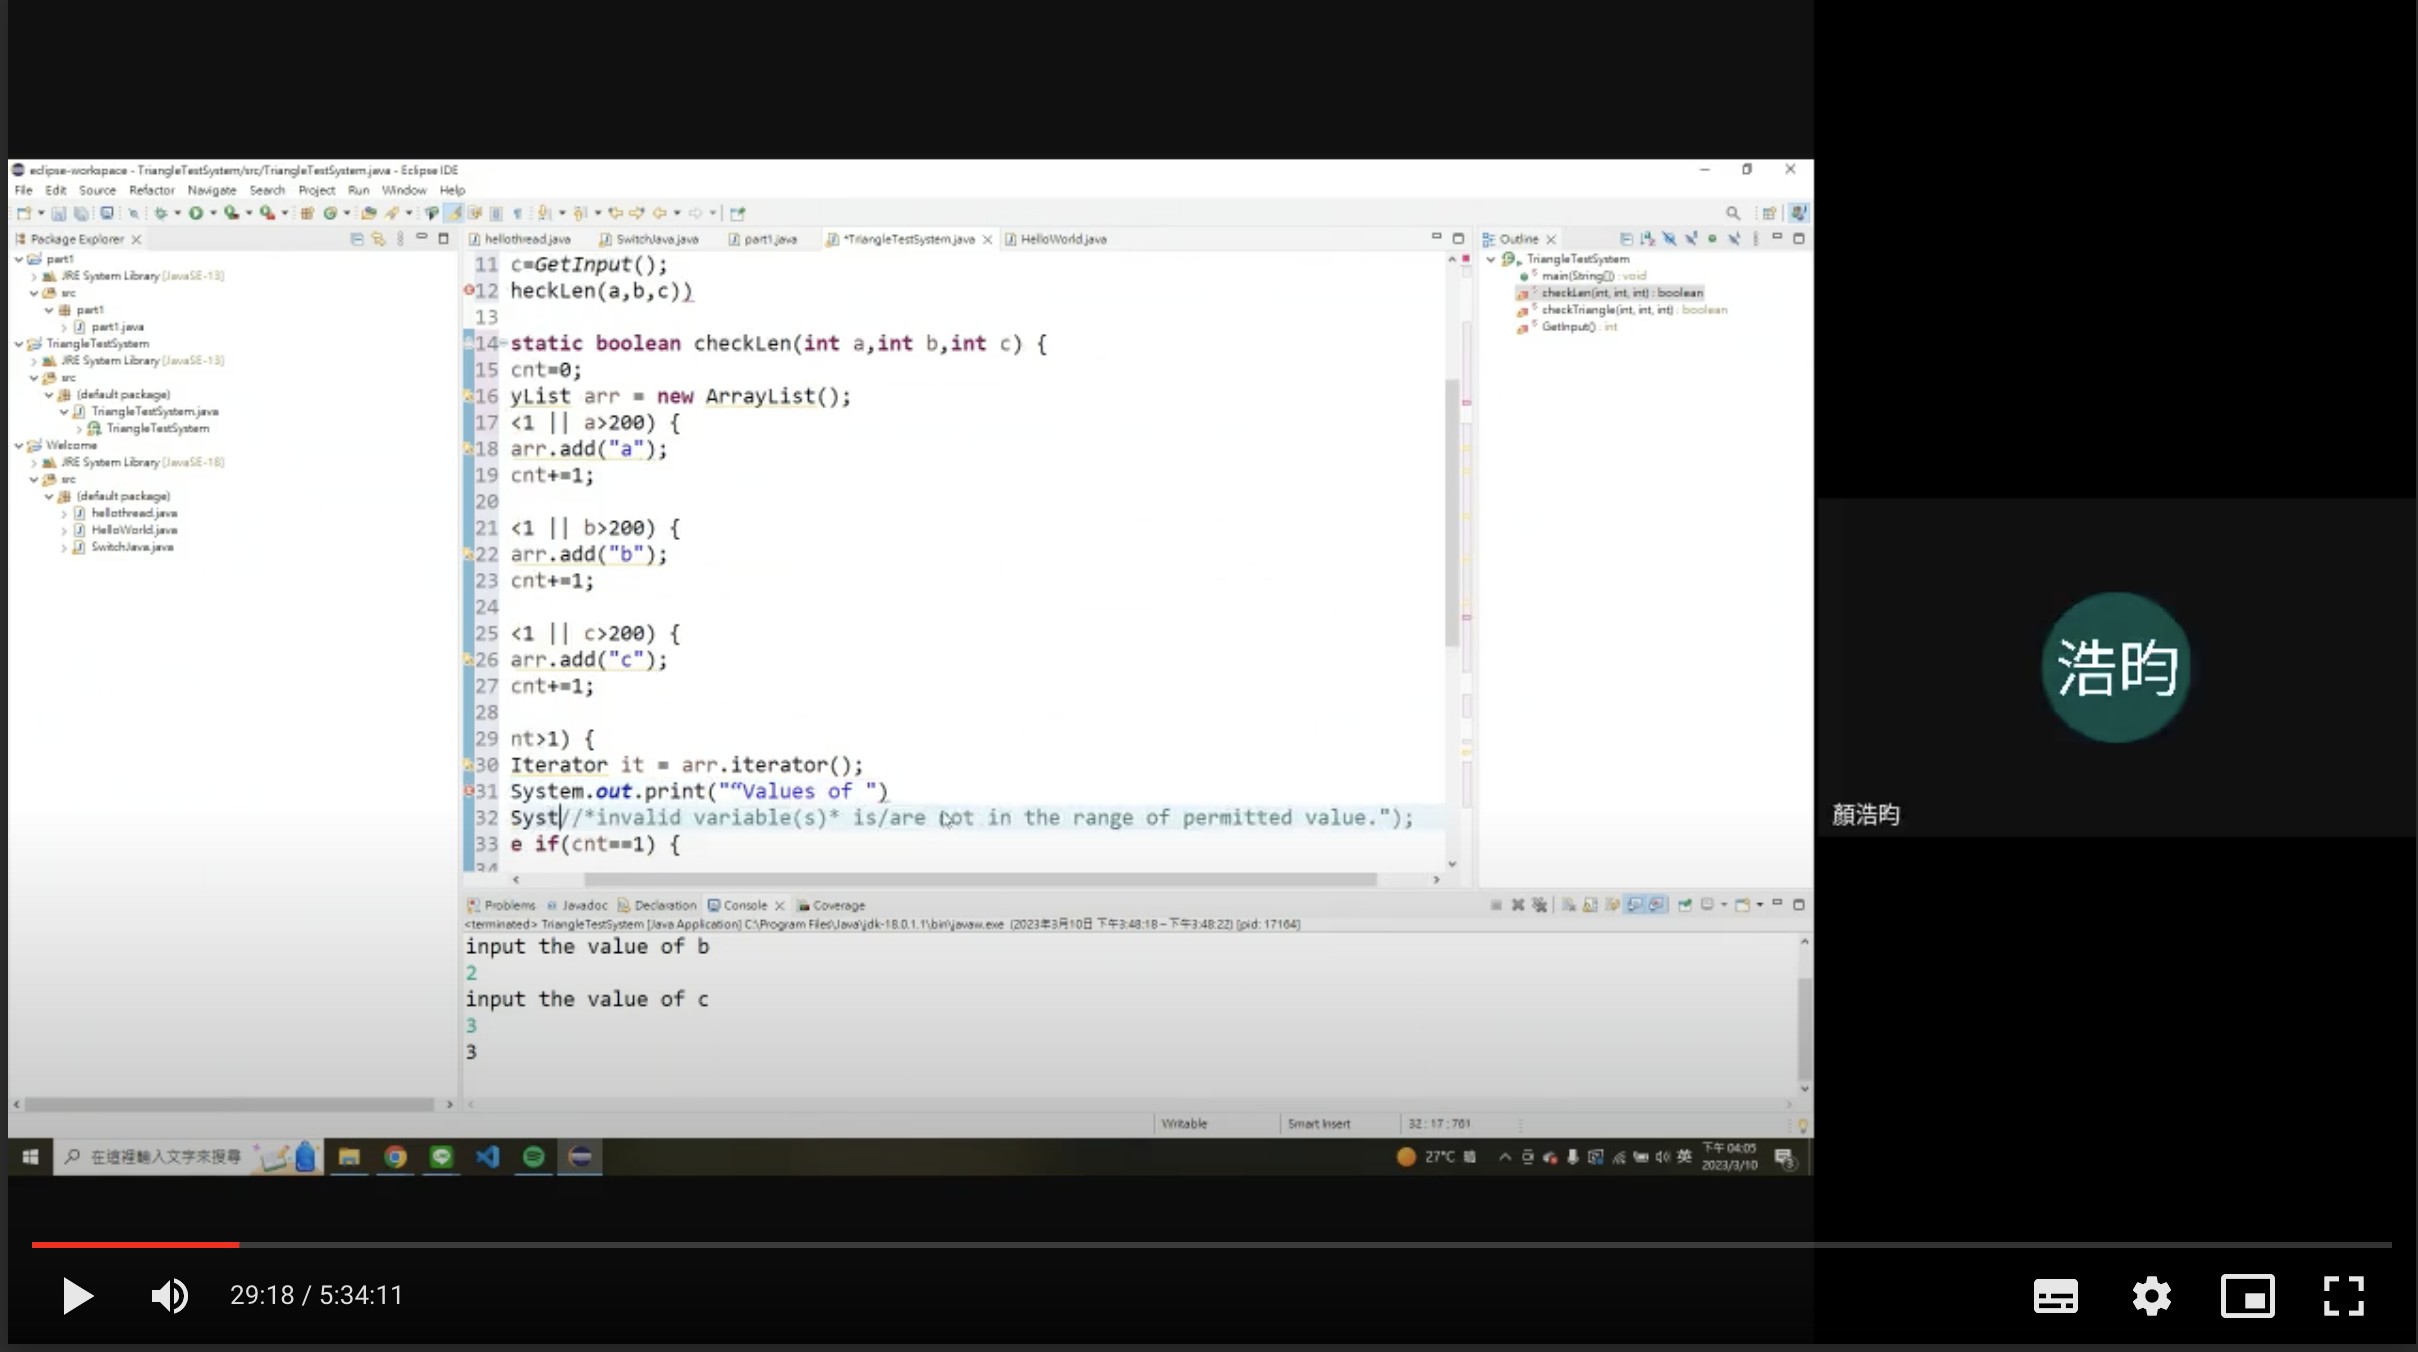 eclipse-workspace - TriangleTestSystem/src/TriangleTestSystem.java - Eclipse IDE
File Edit Source Refactor Navigate Search Project Run Window Help
Package Explorer
part1
JRE System Library [JavaSE-13]
src
part1
part1.java
TriangleTestSystem
JRE System Library [JavaSE-13]
src
(default package)
TriangleTestSystem.java
TriangleTestSystem
Welcome
JRE System Library [JavaSE-18]
src
(default package)
hellothread.java
HelloWorld.java
SwitchJava.java
hellothread.java SwitchJava.java part1.java *TriangleTestSystem.java HelloWorld.java
11 c=GetInput();
12 heckLen(a,b,c))
13
14 static boolean checkLen(int a,int b,int c) {
15 cnt=0;
16 yList arr = new ArrayList();
17 <1 || a>200) {
18 arr.add("a");
19 cnt+=1;
20
21 <1 || b>200) {
22 arr.add("b");
23 cnt+=1;
24
25 <1 || c>200) {
26 arr.add("c");
27 cnt+=1;
28
29 nt>1) {
30 Iterator it = arr.iterator();
31 System.out.print("“Values of ")
32 Syst//*invalid variable(s)* is/are not in the range of permitted value.");
33 e if(cnt==1) {
34
Outline
TriangleTestSystem
main(String[]) : void
checkLen(int, int, int) : boolean
checkTriangle(int, int, int) : boolean
GetInput() : int
Problems Javadoc Declaration Console Coverage
<terminated> TriangleTestSystem [Java Application] C:\Program Files\Java\jdk-18.0.1.1\bin\javaw.exe (2023年3月10日 下午3:48:18 – 下午3:48:22) [pid: 17164]
input the value of b
2
input the value of c
3
3
Writable Smart Insert 32 : 17 : 761
在這裡輸入文字來搜尋
27°C 晴
英
下午 04:05
2023/3/10
3
浩昀
顏浩昀
29:18 / 5:34:11